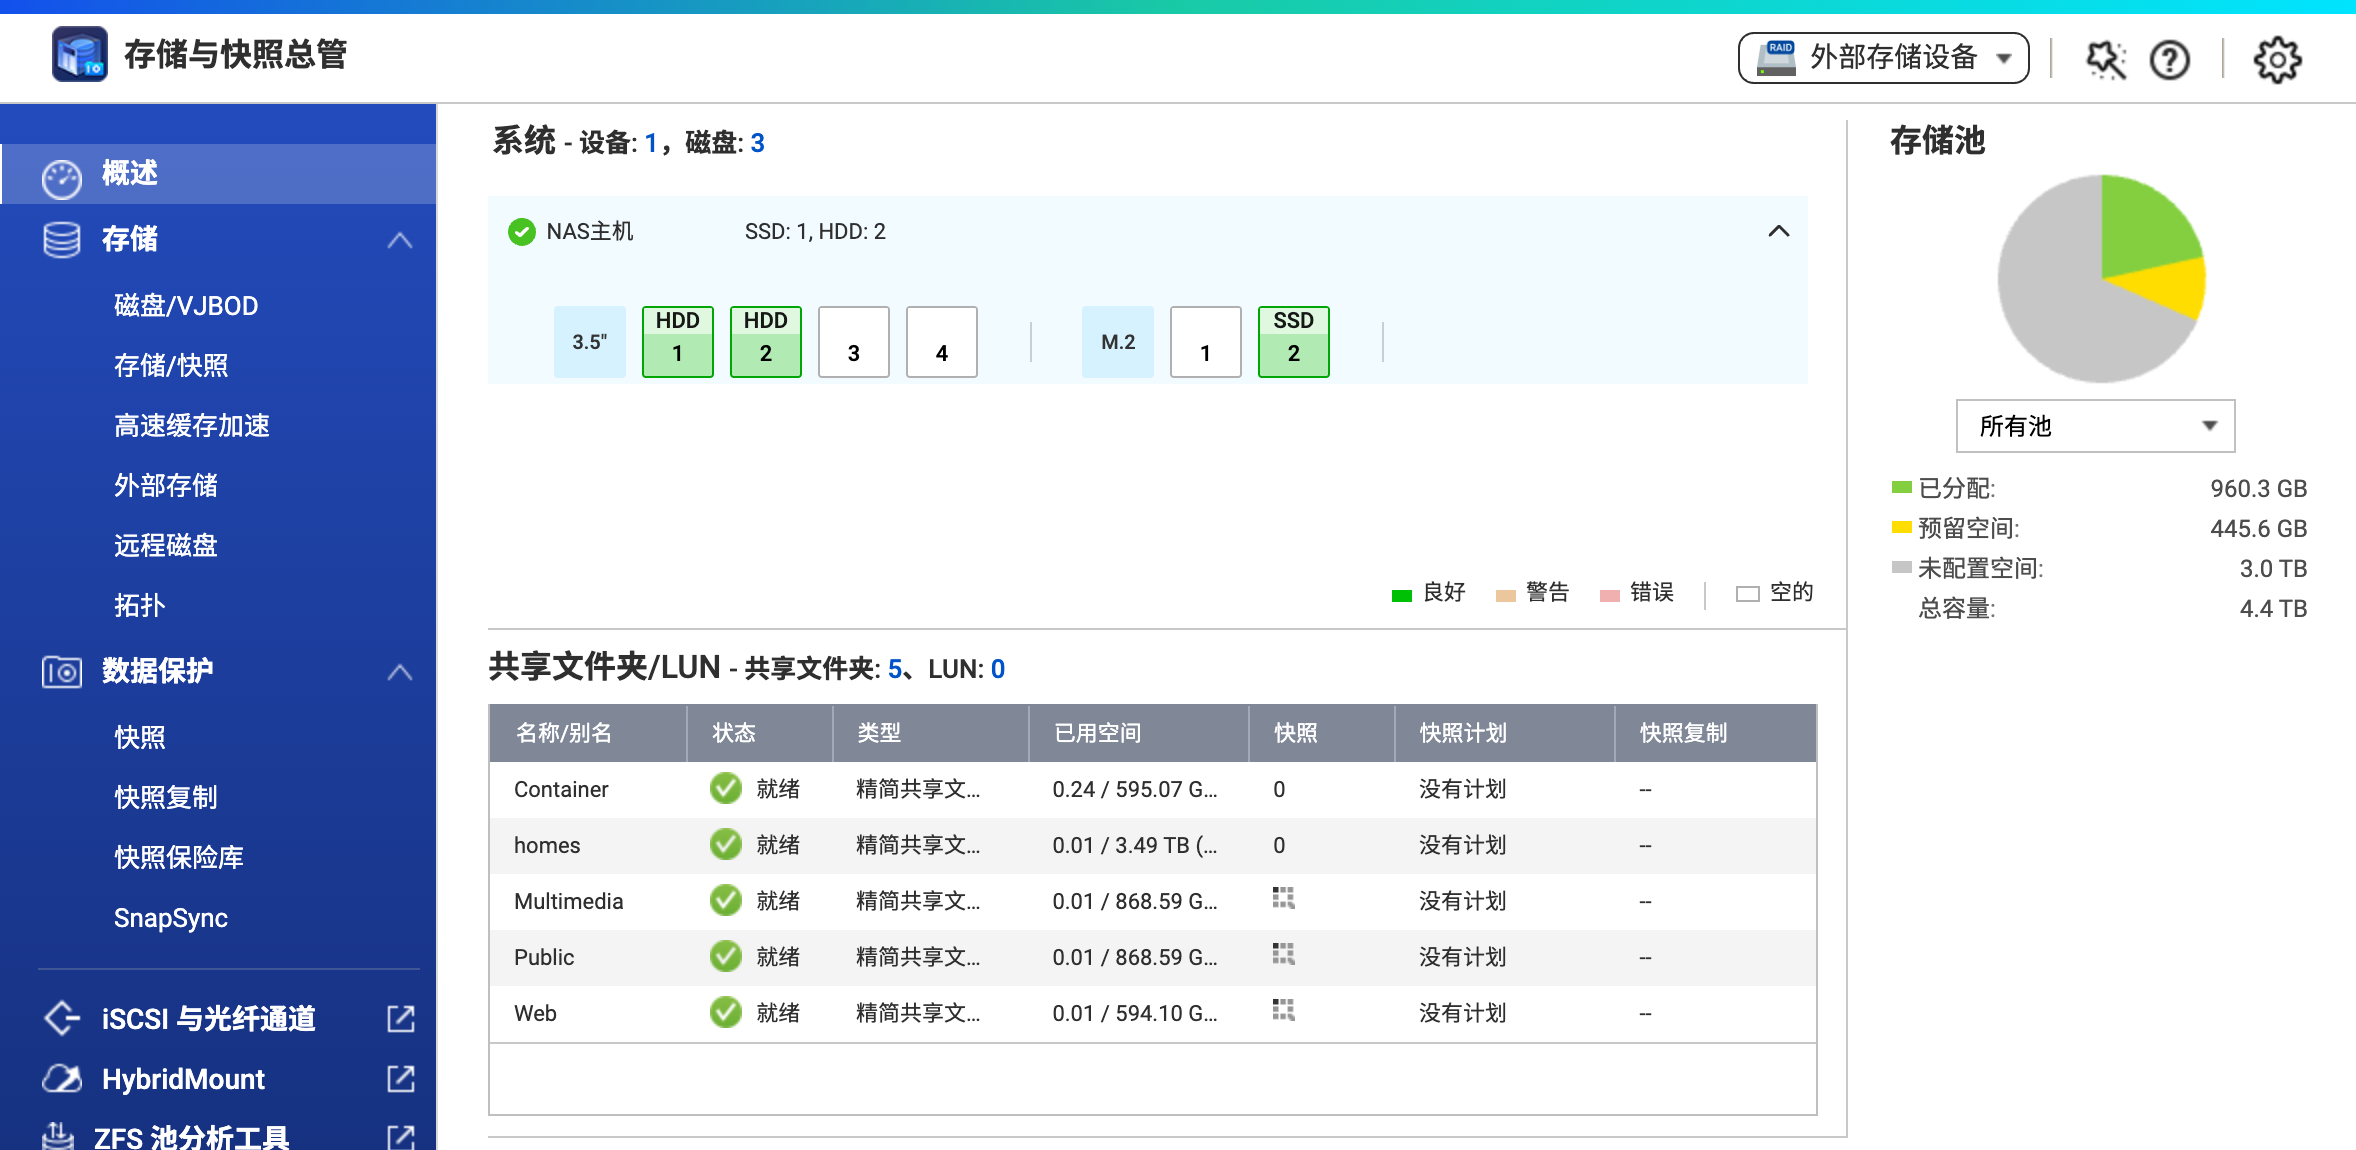 存储与快照总管
RAID
外部存储设备
概述
存储
磁盘/VJBOD
存储/快照
高速缓存加速
外部存储
远程磁盘
拓扑
数据保护
快照
快照复制
快照保险库
SnapSync
iSCSI 与光纤通道
HybridMount
ZFS 池分析工具
系统 - 设备: 1，磁盘: 3
NAS主机 SSD: 1, HDD: 2
3.5" HDD 1 HDD 2 3 4 M.2 1 SSD 2
良好 警告 错误 空的
共享文件夹/LUN - 共享文件夹: 5、LUN: 0
名称/别名 状态 类型 已用空间 快照 快照计划 快照复制
Container 就绪 精简共享文... 0.24 / 595.07 G... 0 没有计划 --
homes 就绪 精简共享文... 0.01 / 3.49 TB (... 0 没有计划 --
Multimedia 就绪 精简共享文... 0.01 / 868.59 G... 没有计划 --
Public 就绪 精简共享文... 0.01 / 868.59 G... 没有计划 --
Web 就绪 精简共享文... 0.01 / 594.10 G... 没有计划 --
存储池
所有池
已分配: 960.3 GB
预留空间: 445.6 GB
未配置空间: 3.0 TB
总容量: 4.4 TB